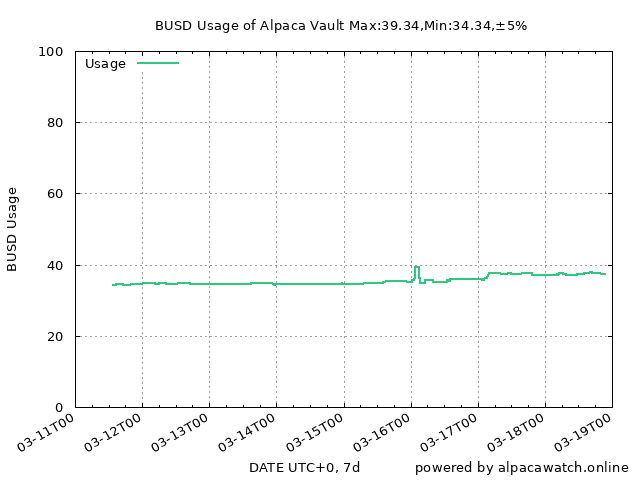 BUSD Usage of Alpaca Vault Max:39.34,Min:34.34,±5%
Usage
BUSD Usage
100
80
60
40
20
0
03-11T00
03-12T00
03-13T00
03-14T00
03-15T00
03-16T00
03-17T00
03-18T00
03-19T00
DATE UTC+0, 7d
powered by alpacawatch.online